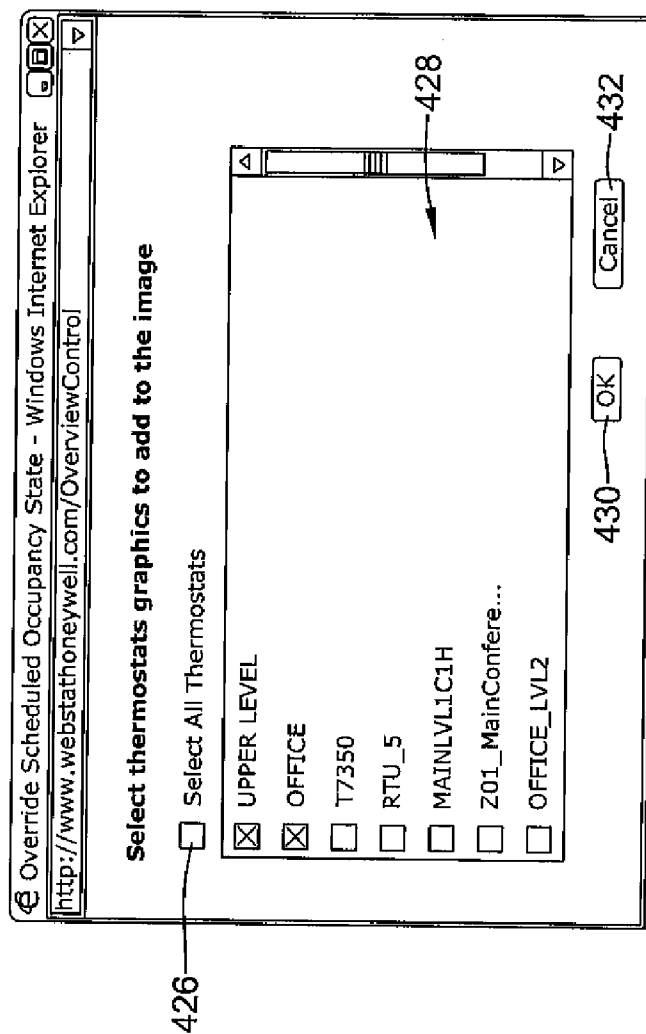 Override Scheduled Occupancy State - Windows Internet Explorer
http://www.webstathoneywell.com/OverviewControl
Select thermostats graphics to add to the image
426
Select All Thermostats
UPPER LEVEL
OFFICE
T7350
RTU_5
MAINLVL1C1H
Z01_MainConfere...
OFFICE_LVL2
428
430
OK
Cancel
432